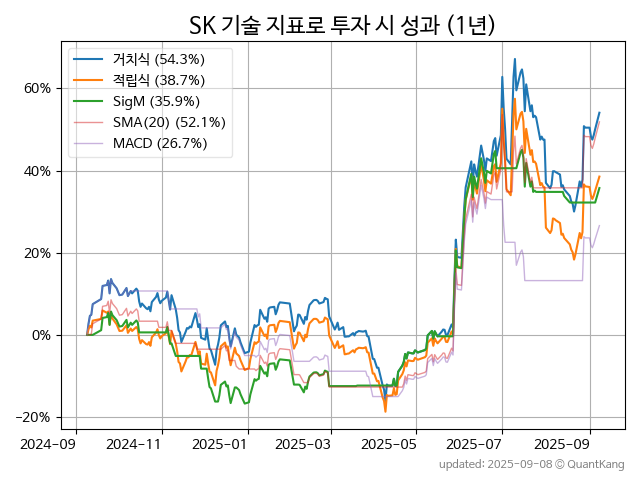 SK 기술 지표로 투자 시 성과 (1년)
거치식 (54.3%)
적립식 (38.7%)
SigM (35.9%)
SMA(20) (52.1%)
MACD (26.7%)
60%
40%
20%
0%
−20%
2024-09 2024-11 2025-01 2025-03 2025-05 2025-07 2025-09
updated: 2025-09-08 © QuantKang